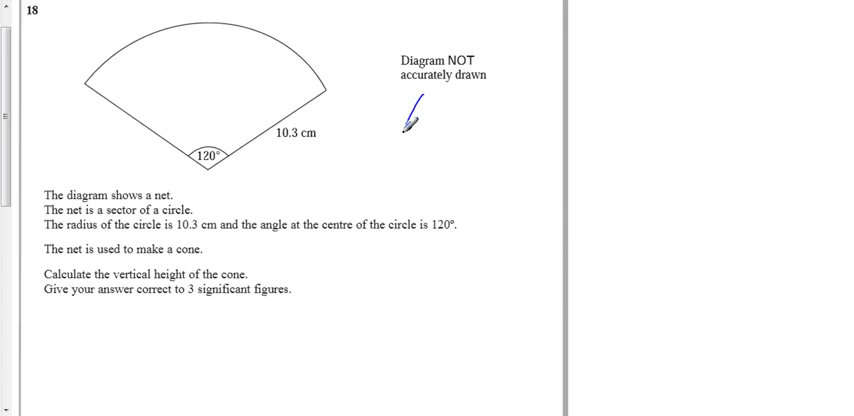 18
Diagram NOT
accurately drawn
10.3 cm
120°
The diagram shows a net.
The net is a sector of a circle.
The radius of the circle is 10.3 cm and the angle at the centre of the circle is 120°.
The net is used to make a cone.
Calculate the vertical height of the cone.
Give your answer correct to 3 significant figures.